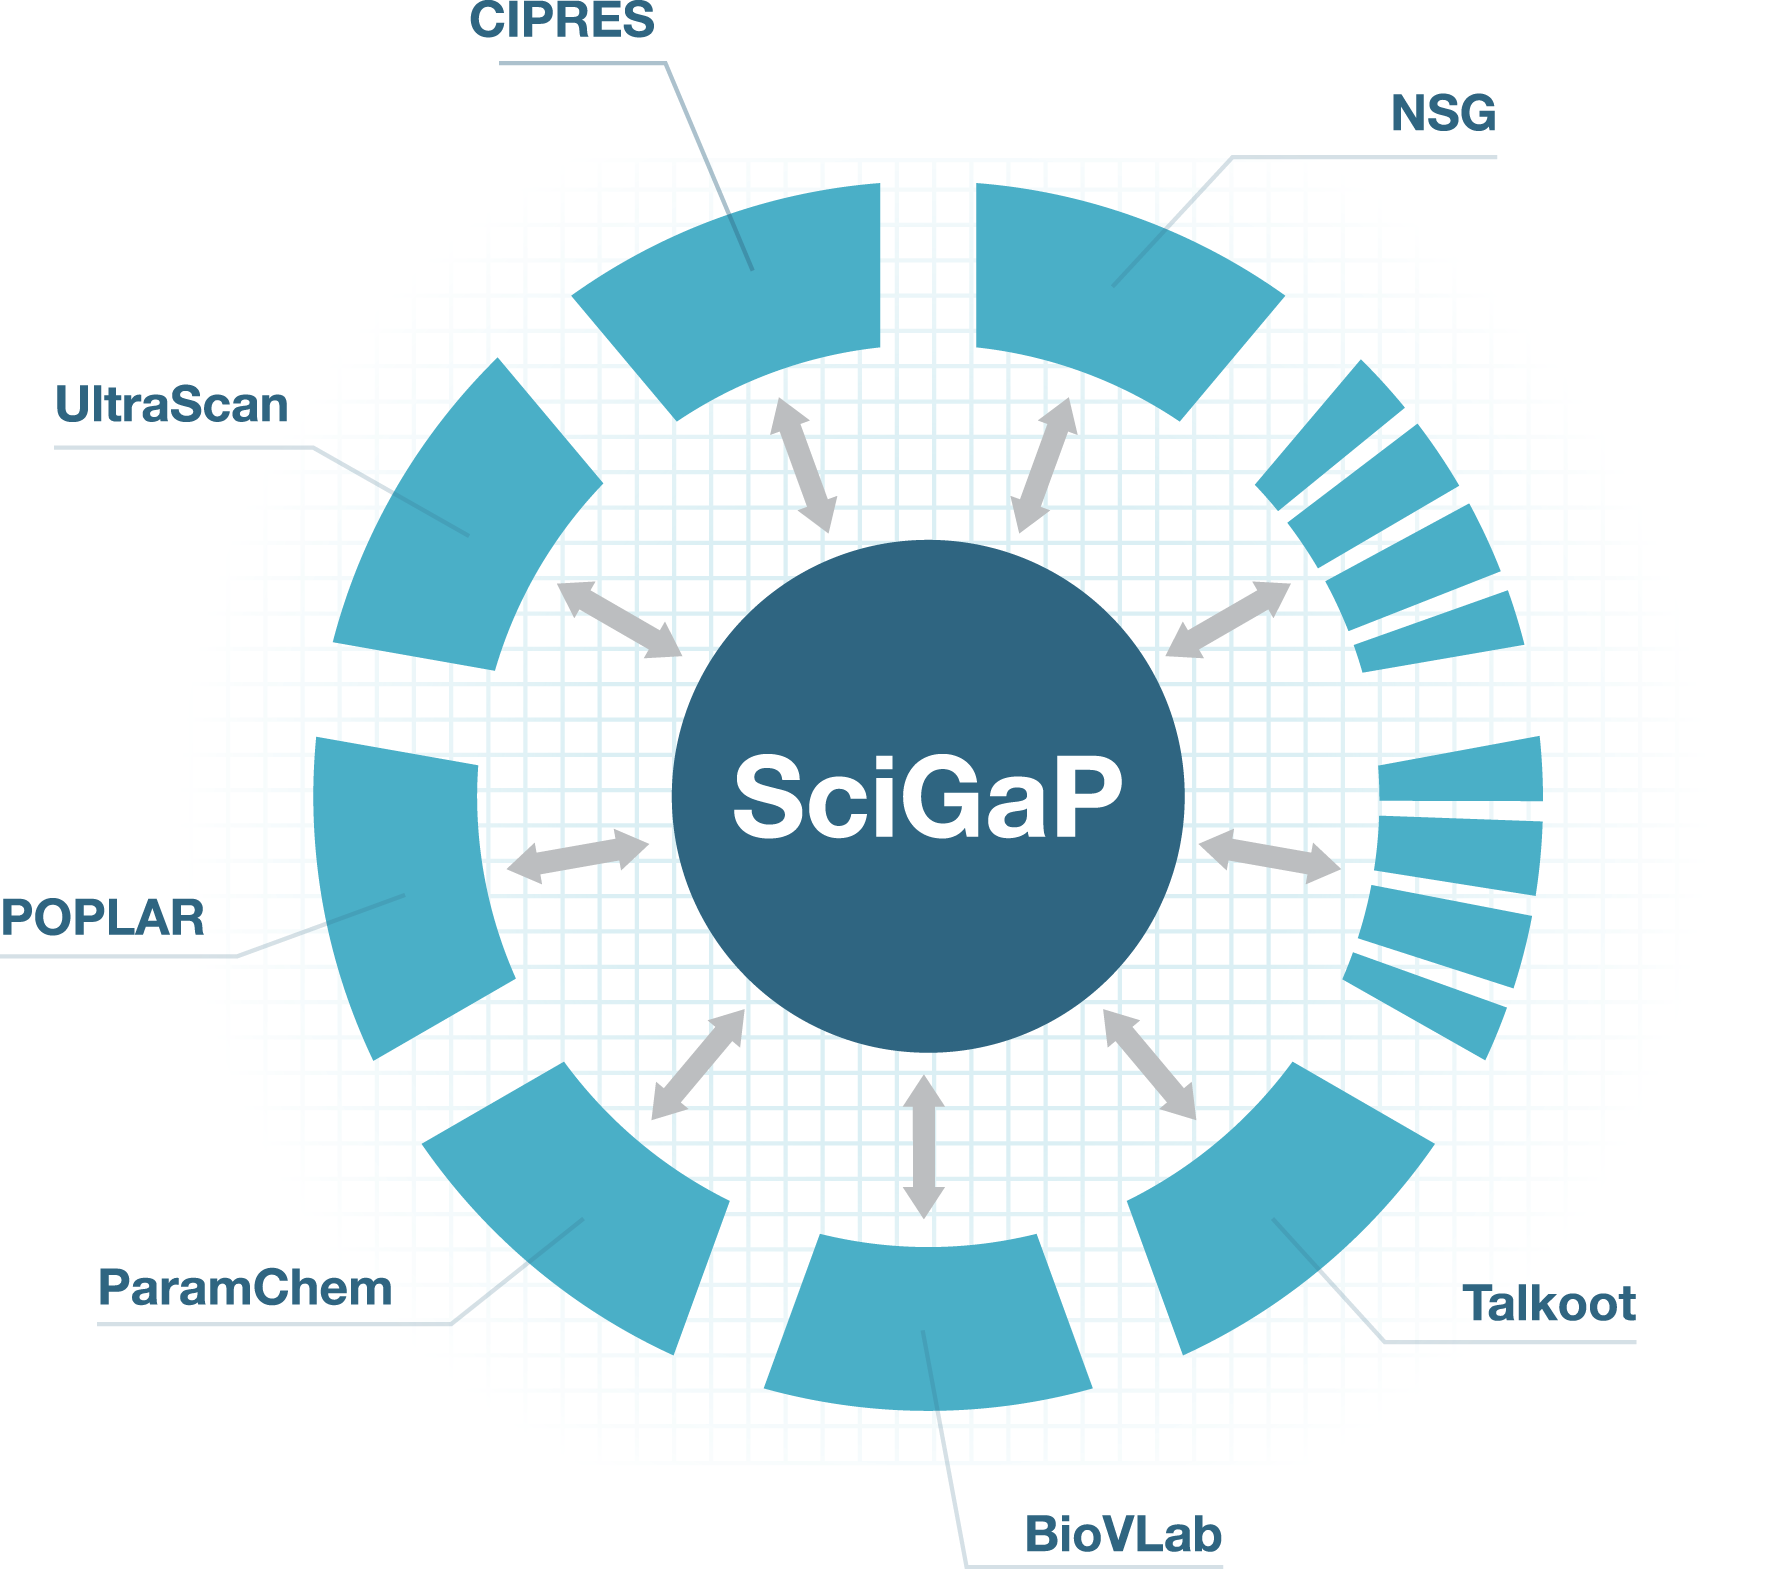 CIPRES
NSG
UltraScan
SciGaP
POPLAR
ParamChem
Talkoot
BioVLab